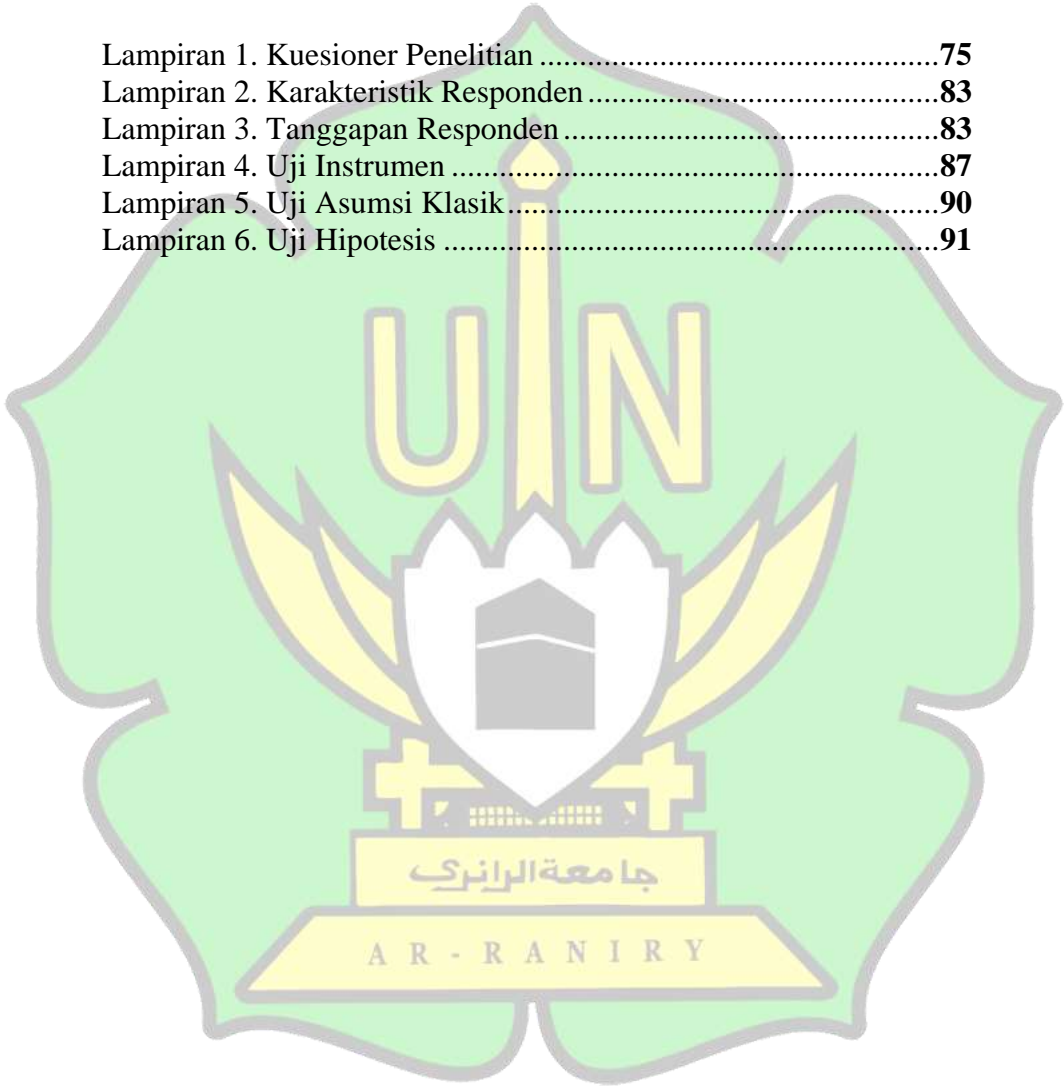 Lampiran 1. Kuesioner Penelitian ...................................................75
Lampiran 2. Karakteristik Responden .............................................83
Lampiran 3. Tanggapan Responden ................................................83
Lampiran 4. Uji Instrumen ..............................................................87
Lampiran 5. Uji Asumsi Klasik.......................................................90
Lampiran 6. Uji Hipotesis ...............................................................91
UIN
جامعةالرانرى
AR-RANIRY